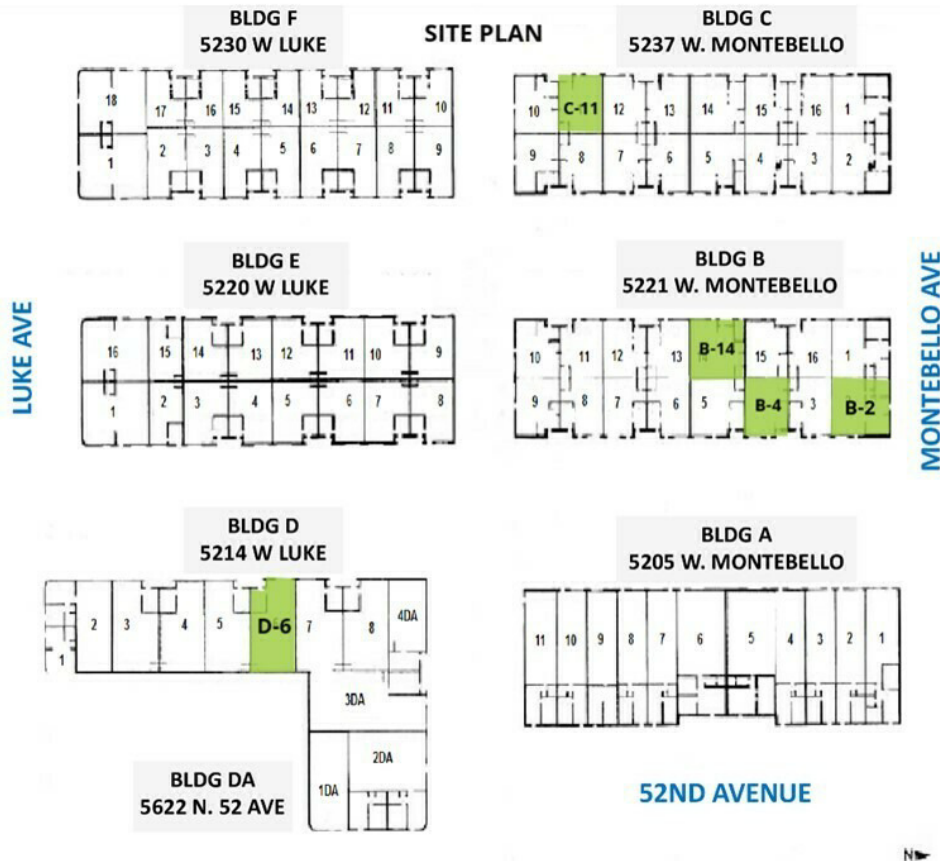 SITE PLAN
BLDG F
5230 W LUKE
18 17 16 15 14 13 12 11 10
1 2 3 4 5 6 7 8 9
BLDG C
5237 W. MONTEBELLO
10 C-11 12 13 14 15 16 1
9 8 7 6 5 4 3 2
LUKE AVE
BLDG E
5220 W LUKE
16 15 14 13 12 11 10 9
1 2 3 4 5 6 7 8
BLDG B
5221 W. MONTEBELLO
10 11 12 13 B-14 15 16 1
9 8 7 6 5 B-4 3 B-2
MONTEBELLO AVE
BLDG D
5214 W LUKE
1 2 3 4 5 D-6 7 8 4DA
3DA
1DA 2DA
BLDG DA
5622 N. 52 AVE
BLDG A
5205 W. MONTEBELLO
11 10 9 8 7 6 5 4 3 2 1
52ND AVENUE
N